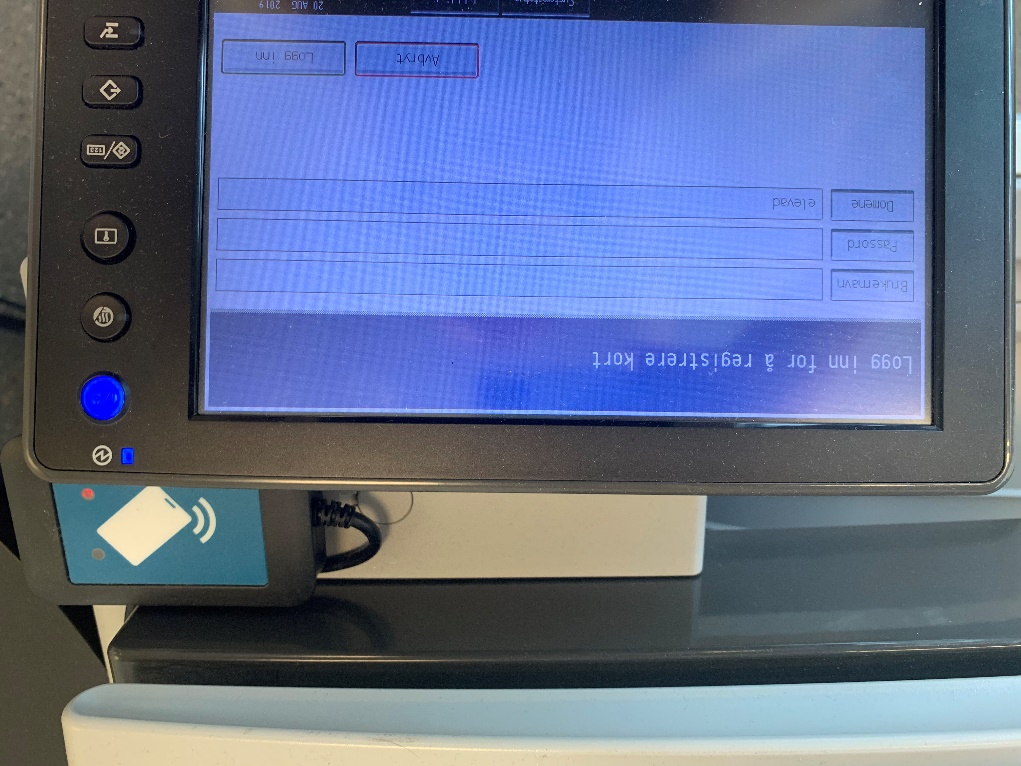 Logg inn for å registrere kort
Brukernavn
Passord
Domene elevad
Avbryt Logg inn
20 AUG 2019